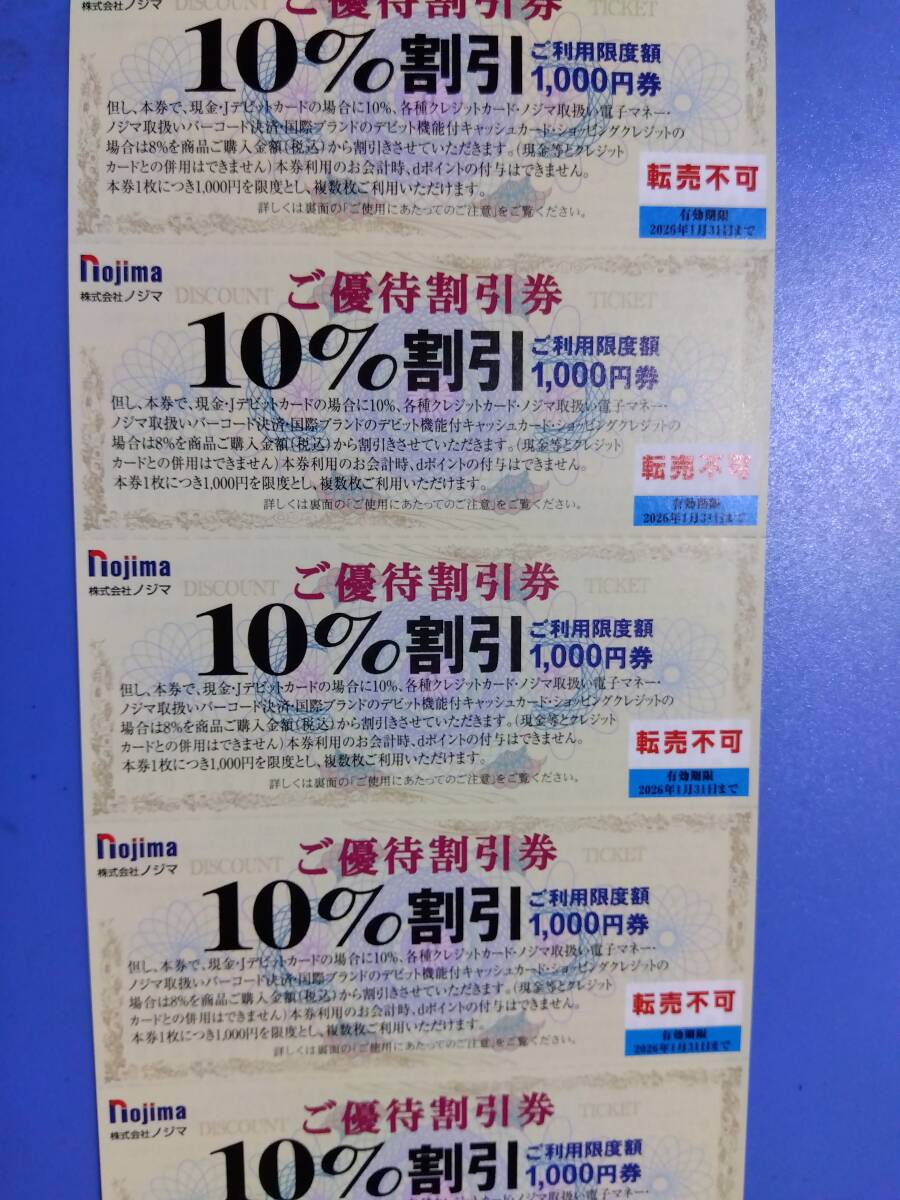 株式会社ノジマ DISCOUNT ご優待割引券 TICKET
10%割引 ご利用限度額
1,000円券
但し、本券で、現金・Jデビットカードの場合に10%、各種クレジットカード・ノジマ取扱い電子マネー・
ノジマ取扱いバーコード決済・国際ブランドのデビット機能付キャッシュカード・ショッピングクレジットの
場合は8%を商品ご購入金額(税込)から割引させていただきます。(現金等とクレジット
カードとの併用はできません)本券利用のお会計時、dポイントの付与はできません。
本券1枚につき1,000円を限度とし、複数枚ご利用いただけます。
詳しくは裏面の「ご使用にあたってのご注意」をご覧ください。
転売不可
有効期限
2026年1月31日まで
nojima
株式会社ノジマ DISCOUNT ご優待割引券 TICKET
10%割引 ご利用限度額
1,000円券
但し、本券で、現金・Jデビットカードの場合に10%、各種クレジットカード・ノジマ取扱い電子マネー・
ノジマ取扱いバーコード決済・国際ブランドのデビット機能付キャッシュカード・ショッピングクレジットの
場合は8%を商品ご購入金額(税込)から割引きさせていただきます。(現金等とクレジット
カードとの併用はできません)本券利用のお会計時、dポイントの付与はできません。
本券1枚につき1,000円を限度とし、複数枚ご利用いただけます。
詳しくは裏面の「ご使用にあたってのご注意」をご覧ください。
転売不可
有効期限
2026年1月31日まで
nojima
株式会社ノジマ DISCOUNT ご優待割引券 TICKET
10%割引 ご利用限度額
1,000円券
但し、本券で、現金・Jデビットカードの場合に10%、各種クレジットカード・ノジマ取扱い電子マネー・
ノジマ取扱いバーコード決済・国際ブランドのデビット機能付キャッシュカード・ショッピングクレジットの
場合は8%を商品ご購入金額(税込)から割引きさせていただきます。(現金等とクレジット
カードとの併用はできません)本券利用のお会計時、dポイントの付与はできません。
本券1枚につき1,000円を限度とし、複数枚ご利用いただけます。
詳しくは裏面の「ご使用にあたってのご注意」をご覧ください。
転売不可
有効期限
2026年1月31日まで
nojima
株式会社ノジマ DISCOUNT ご優待割引券 TICKET
10%割引 ご利用限度額
1,000円券
但し、本券で、現金・Jデビットカードの場合に10%、各種クレジットカード・ノジマ取扱い電子マネー・
ノジマ取扱いバーコード決済・国際ブランドのデビット機能付キャッシュカード・ショッピングクレジットの
場合は8%を商品ご購入金額(税込)から割引きさせていただきます。(現金等とクレジット
カードとの併用はできません)本券利用のお会計時、dポイントの付与はできません。
本券1枚につき1,000円を限度とし、複数枚ご利用いただけます。
詳しくは裏面の「ご使用にあたってのご注意」をご覧ください。
転売不可
有効期限
2026年1月31日まで
nojima
株式会社ノジマ DISCOUNT ご優待割引券 TICKET
10%割引 ご利用限度額
1,000円券